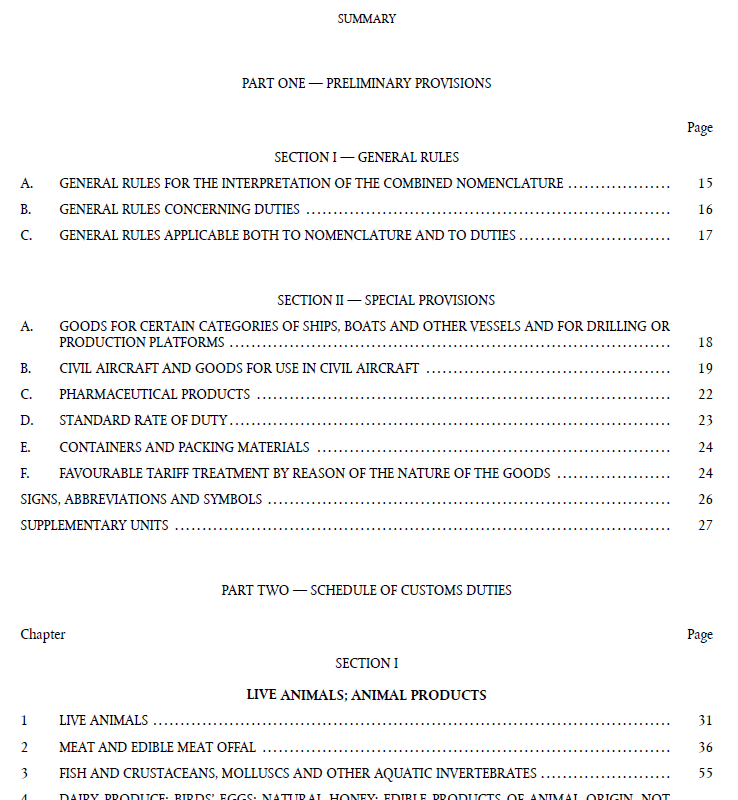 SUMMARY
PART ONE — PRELIMINARY PROVISIONS
Page
SECTION I — GENERAL RULES
A. GENERAL RULES FOR THE INTERPRETATION OF THE COMBINED NOMENCLATURE .................... 15
B. GENERAL RULES CONCERNING DUTIES .................... 16
C. GENERAL RULES APPLICABLE BOTH TO NOMENCLATURE AND TO DUTIES .................... 17
SECTION II — SPECIAL PROVISIONS
A. GOODS FOR CERTAIN CATEGORIES OF SHIPS, BOATS AND OTHER VESSELS AND FOR DRILLING OR
PRODUCTION PLATFORMS .................... 18
B. CIVIL AIRCRAFT AND GOODS FOR USE IN CIVIL AIRCRAFT .................... 19
C. PHARMACEUTICAL PRODUCTS .................... 22
D. STANDARD RATE OF DUTY .................... 23
E. CONTAINERS AND PACKING MATERIALS .................... 24
F. FAVOURABLE TARIFF TREATMENT BY REASON OF THE NATURE OF THE GOODS .................... 24
SIGNS, ABBREVIATIONS AND SYMBOLS .................... 26
SUPPLEMENTARY UNITS .................... 27
PART TWO — SCHEDULE OF CUSTOMS DUTIES
Chapter Page
SECTION I
LIVE ANIMALS; ANIMAL PRODUCTS
1 LIVE ANIMALS .................... 31
2 MEAT AND EDIBLE MEAT OFFAL .................... 36
3 FISH AND CRUSTACEANS, MOLLUSCS AND OTHER AQUATIC INVERTEBRATES .................... 55
4 DAIRY PRODUCE; BIRDS' EGGS; NATURAL HONEY; EDIBLE PRODUCTS OF ANIMAL ORIGIN, NOT